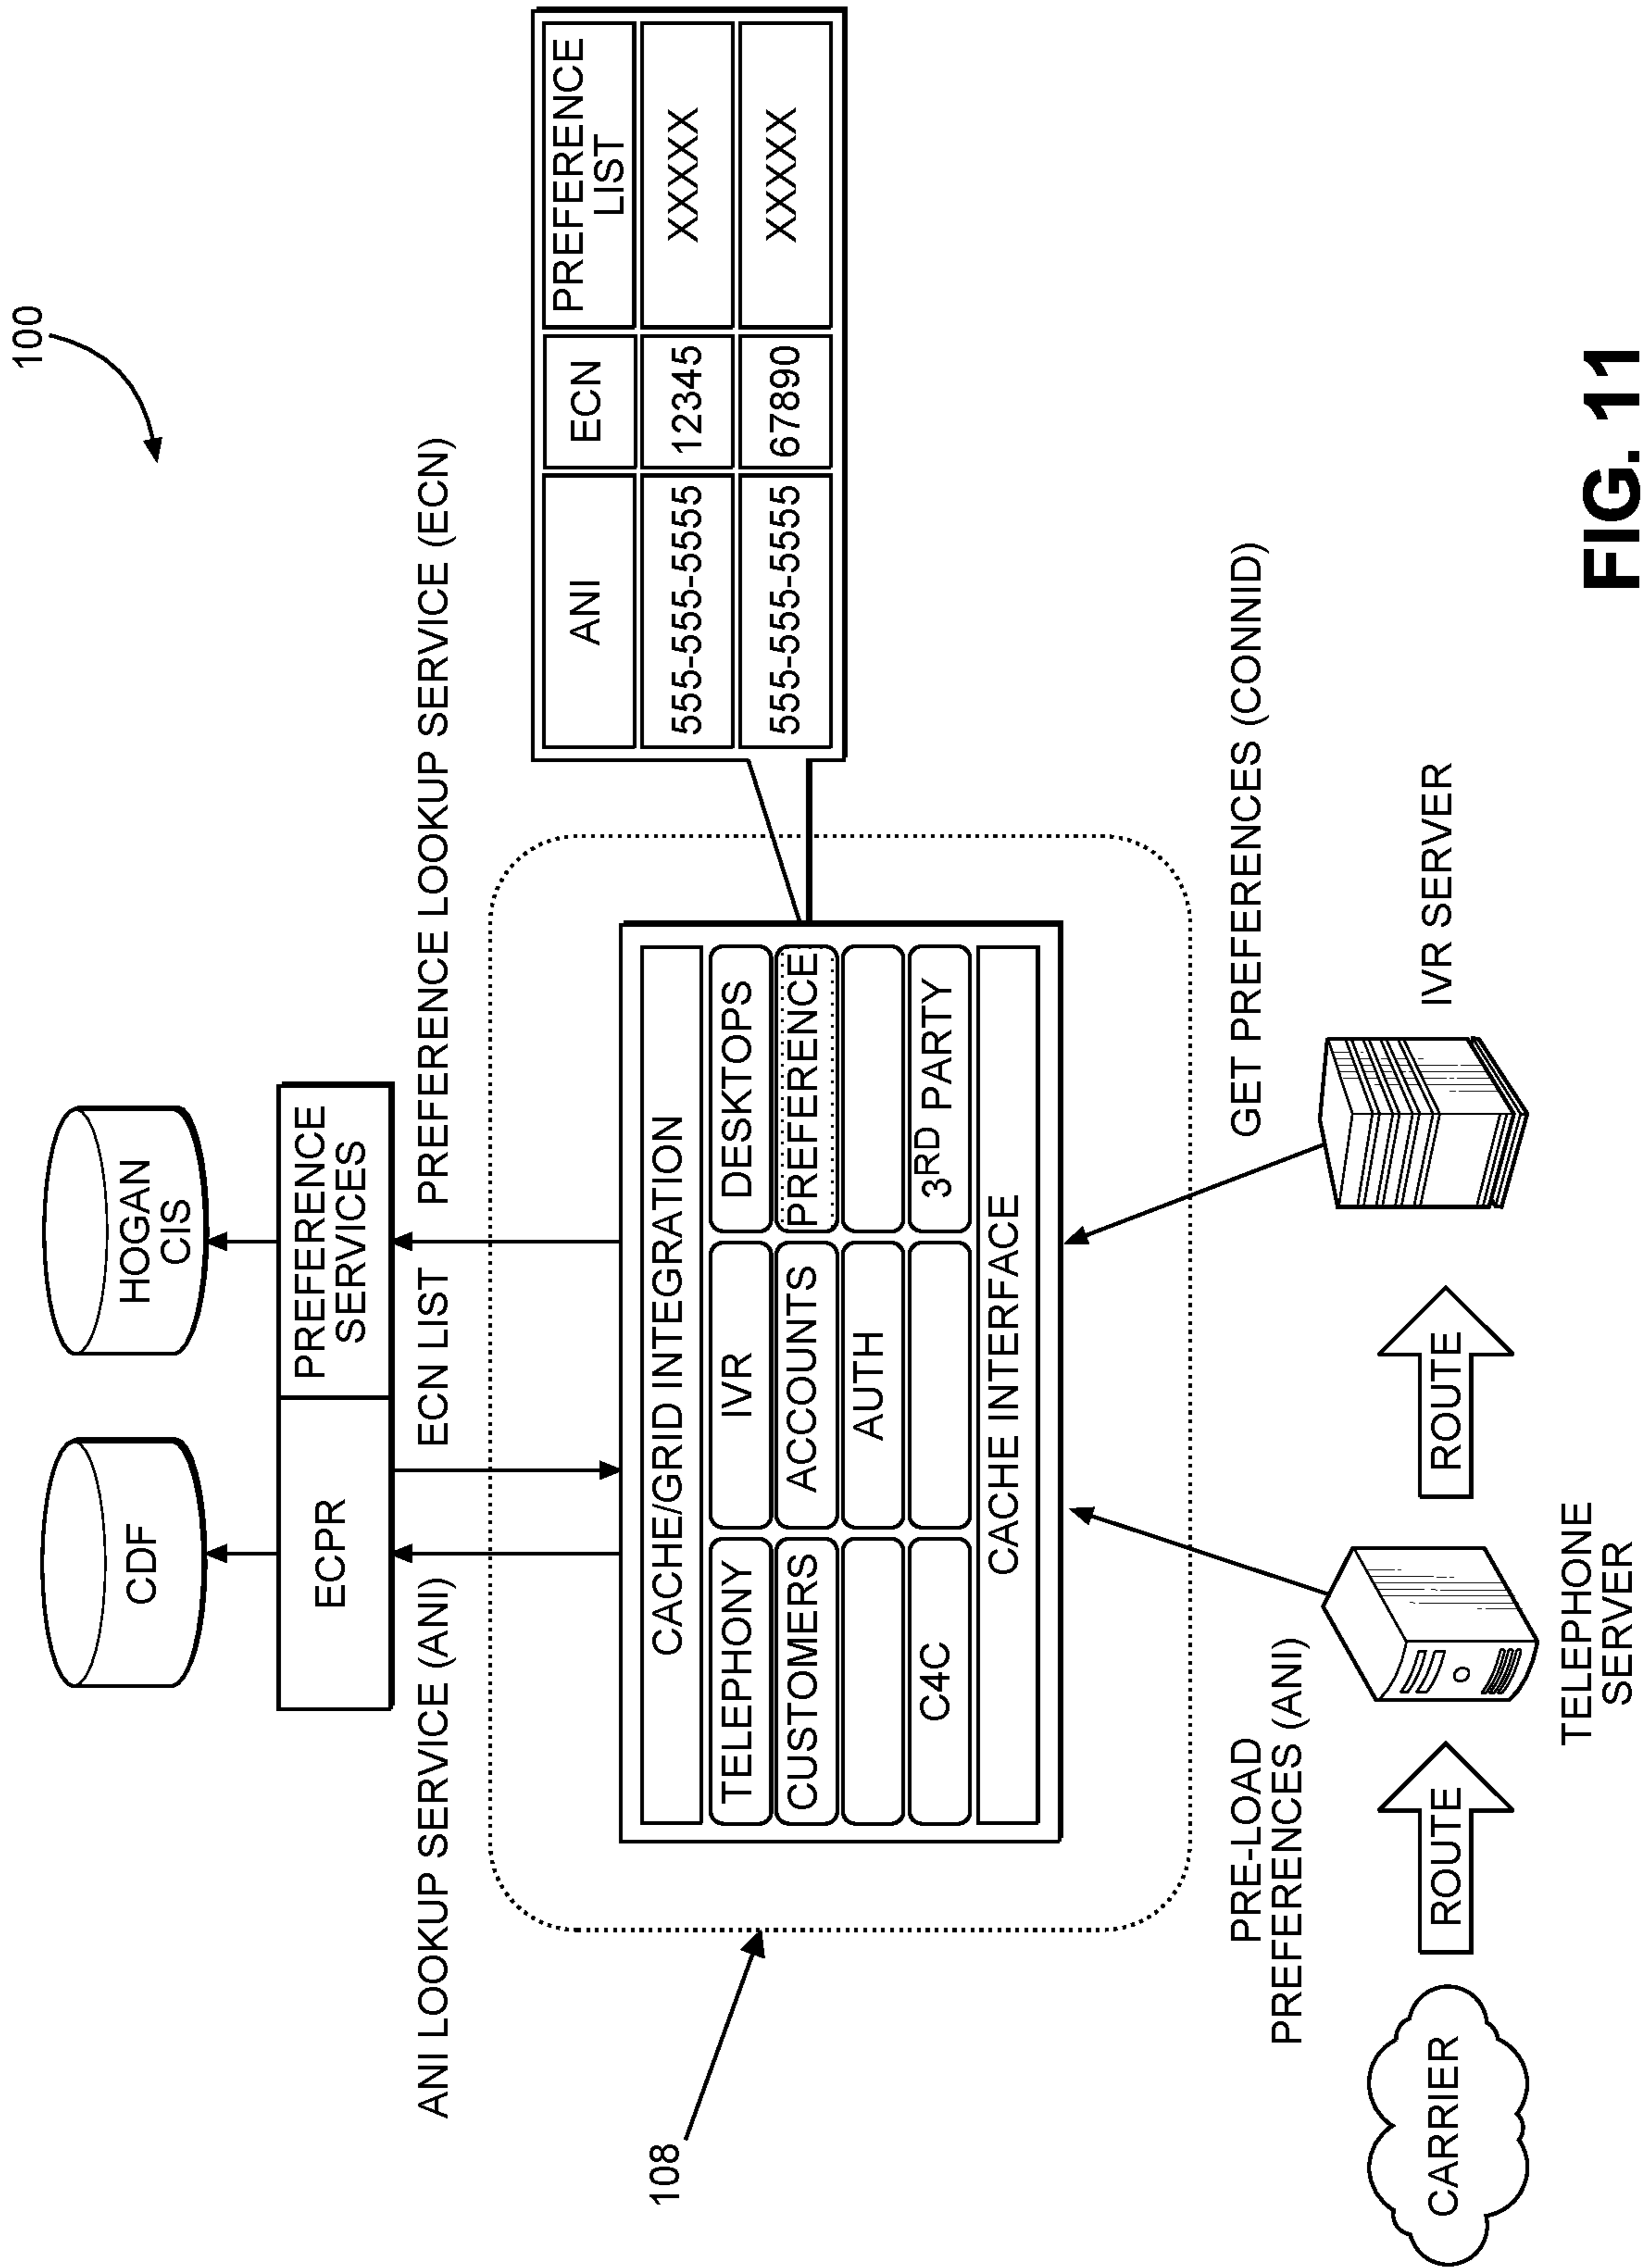 100
CDF
HOGAN
CIS
ECPR
PREFERENCE
SERVICES
ANI LOOKUP SERVICE (ANI)
ECN LIST
PREFERENCE LOOKUP SERVICE (ECN)
108
CACHE/GRID INTEGRATION
TELEPHONY
IVR
DESKTOPS
CUSTOMERS
ACCOUNTS
PREFERENCE
AUTH
C4C
3RD PARTY
CACHE INTERFACE
ANI
ECN
PREFERENCE
LIST
555-555-5555
12345
XXXXX
555-555-5555
67890
XXXXX
PRE-LOAD
PREFERENCES (ANI)
GET PREFERENCES (CONNID)
CARRIER
ROUTE
TELEPHONE
SERVER
ROUTE
IVR SERVER
FIG. 11